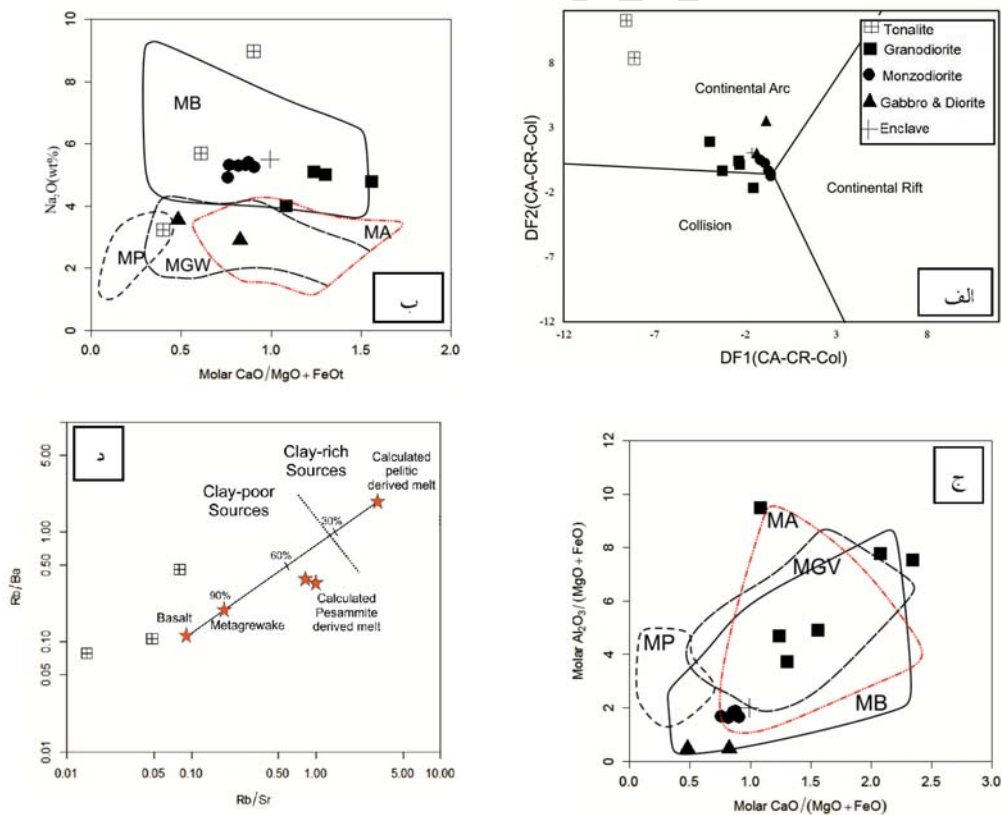 ب
Na₂O(wt%)
10
8
6
4
2
0
MB
MA
MP
MGW
0.0 0.5 1.0 1.5 2.0
Molar CaO/MgO+FeOt
الف
DF2(CA-CR-Col)
8
3
-2
-7
-12
Continental Arc
Continental Rift
Collision
Tonalite
Granodiorite
Monzodiorite
Gabbro & Diorite
Enclave
-12 -7 -2 3 8
DF1(CA-CR-Col)
د
Rb/Ba
5.00
1.00
0.50
0.10
0.05
0.01
Clay-rich
Sources
Clay-poor
Sources
Calculated
pelitic
derived melt
30%
60%
90%
Basalt
Metagrewake
Calculated
Pesammite
derived melt
0.01 0.05 0.10 0.50 1.00 5.00 10.00
Rb/Sr
ج
Molar Al₂O₃/(MgO+FeO)
12
10
8
6
4
2
0
MA
MGV
MP
MB
0.0 0.5 1.0 1.5 2.0 2.5 3.0
Molar CaO/(MgO+FeO)